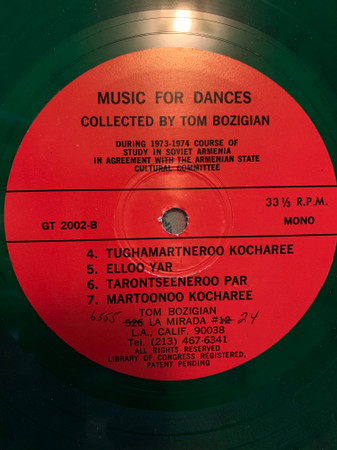 MUSIC FOR DANCES
COLLECTED BY TOM BOZIGIAN
DURING 1973-1974 COURSE OF
STUDY IN SOVIET ARMENIA
IN AGREEMENT WITH THE ARMENIAN STATE
CULTURAL COMMITTEE
33 1/3 R.P.M.
GT 2002-B MONO
4. TUGHAMARTNEROO KOCHAREE
5. ELLOO YAR
6. TARONTSEENEROO PAR
7. MARTOONOO KOCHAREE
TOM BOZIGIAN
6555 526 LA MIRADA #12 24
L.A., CALIF. 90038
Tel. (213) 467-6341
ALL RIGHTS RESERVED
LIBRARY OF CONGRESS REGISTERED,
PATENT PENDING